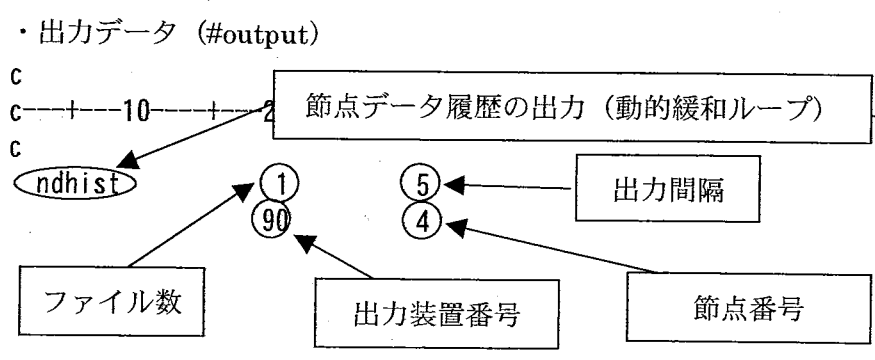 ・出力データ (#output)
c
c----+----10----+----2
節点データ履歴の出力（動的緩和ループ）
c
ndhist 1 5
出力間隔
90 4
ファイル数
出力装置番号
節点番号